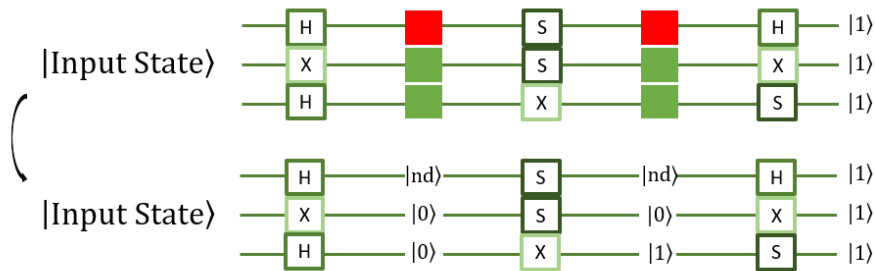 H S H |1⟩
|Input State⟩ X S X |1⟩
H X S |1⟩
H |nd⟩ S |nd⟩ H |1⟩
|Input State⟩ X |0⟩ S |0⟩ X |1⟩
H |0⟩ X |1⟩ S |1⟩